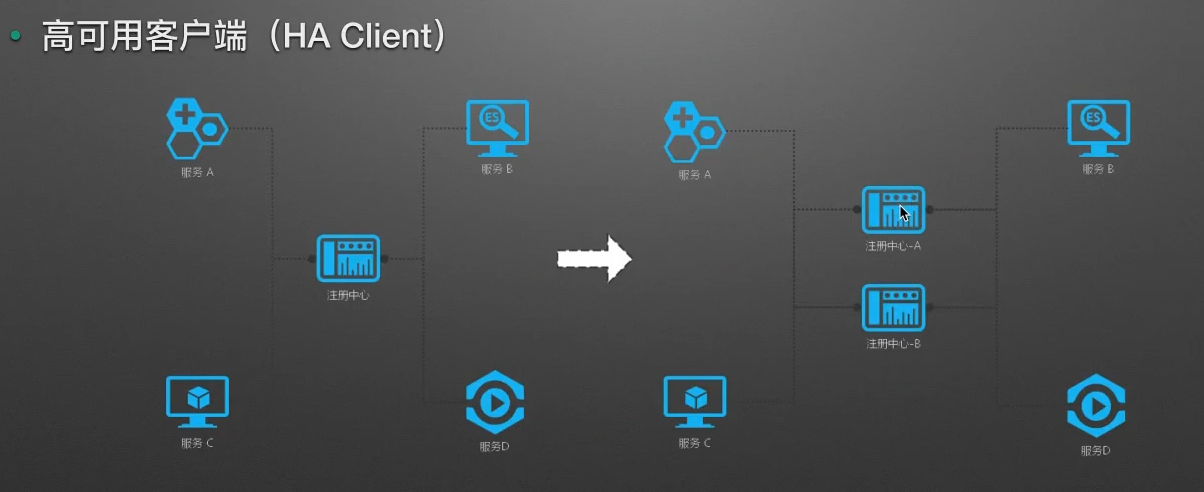 高可用客户端（HA Client）
ES
服务 A
ES
服务 B
注册中心
服务 C
服务D
服务 A
服务 B
注册中心-A
注册中心-B
服务 C
服务D